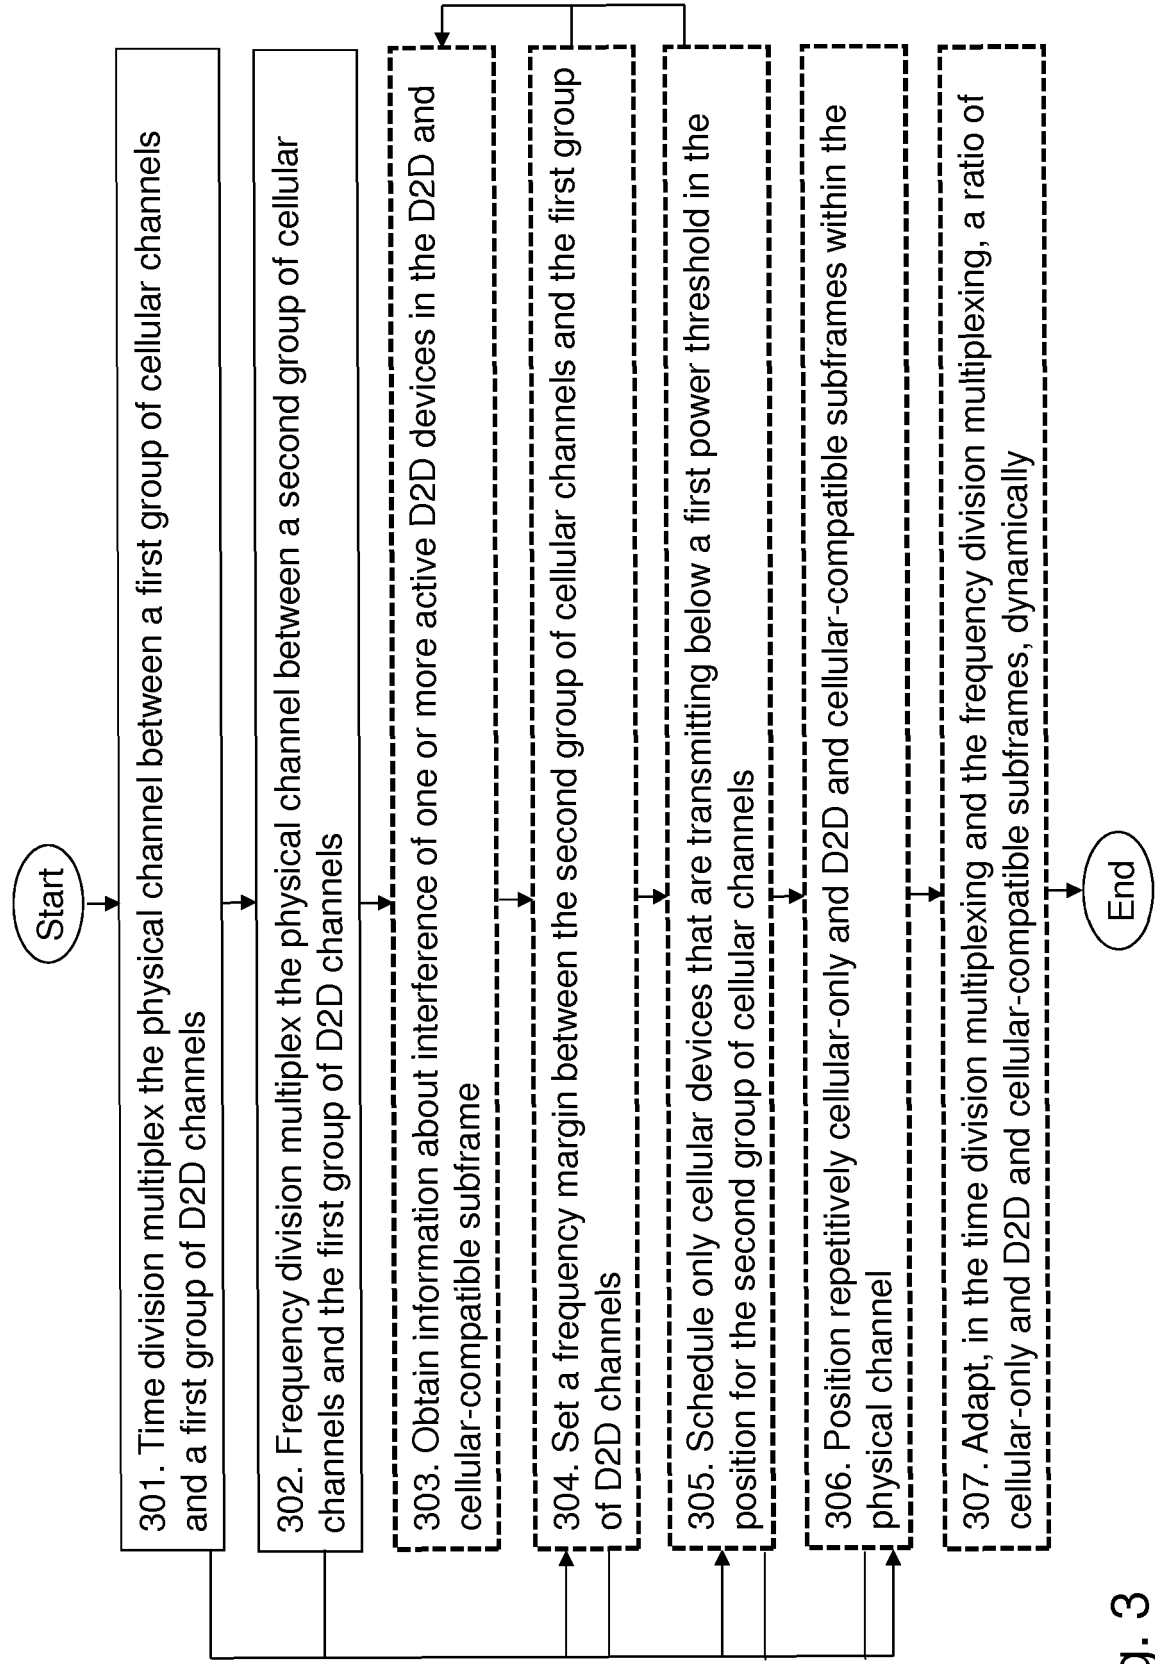 Start
301. Time division multiplex the physical channel between a first group of cellular channels
and a first group of D2D channels
302. Frequency division multiplex the physical channel between a second group of cellular
channels and the first group of D2D channels
303. Obtain information about interference of one or more active D2D devices in the D2D and
cellular-compatible subframe
304. Set a frequency margin between the second group of cellular channels and the first group
of D2D channels
305. Schedule only cellular devices that are transmitting below a first power threshold in the
position for the second group of cellular channels
306. Position repetitively cellular-only and D2D and cellular-compatible subframes within the
physical channel
307. Adapt, in the time division multiplexing and the frequency division multiplexing, a ratio of
cellular-only and D2D and cellular-compatible subframes, dynamically
End
g. 3